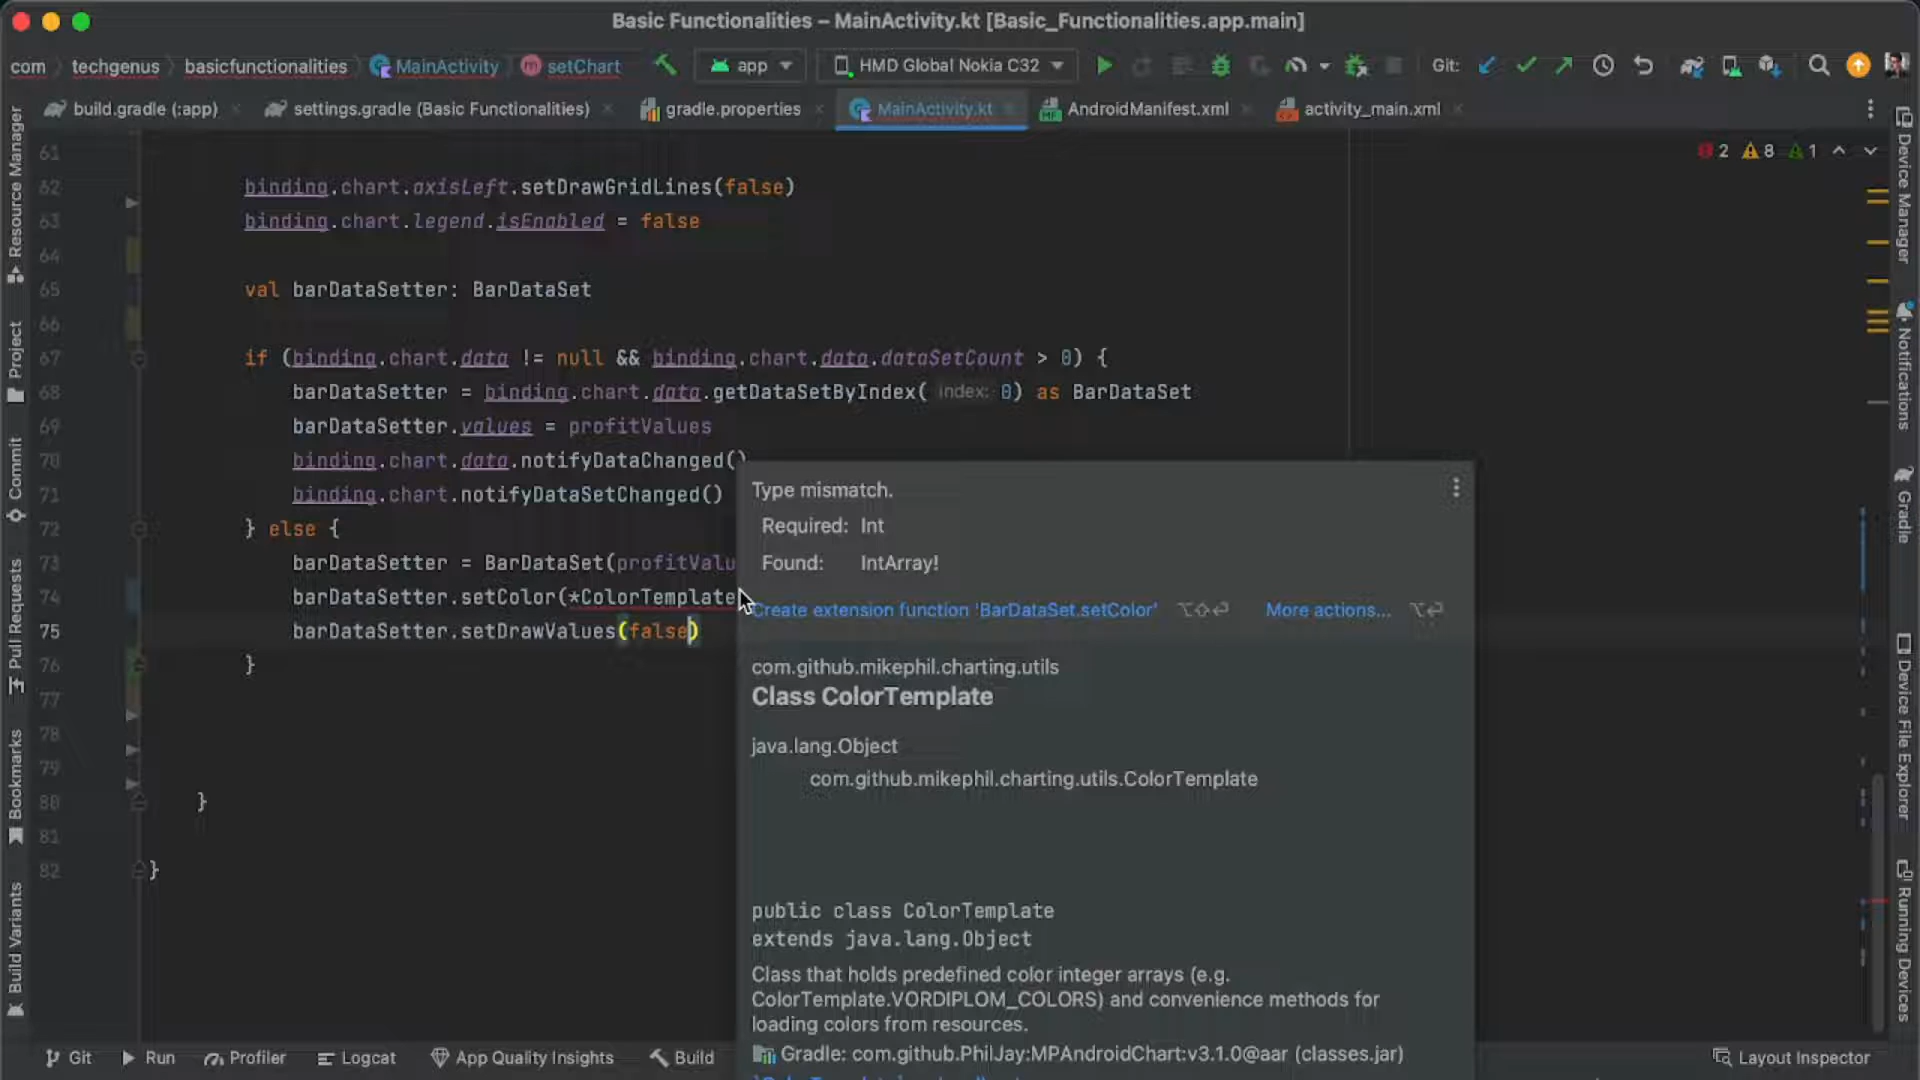 Basic Functionalities – MainActivity.kt [Basic_Functionalities.app.main]
com techgenus basicfunctionalities MainActivity setChart app HMD Global Nokia C32 Git:
build.gradle (:app) settings.gradle (Basic Functionalities) gradle.properties MainActivity.kt AndroidManifest.xml activity_main.xml
2 8 1
61
62 binding.chart.axisLeft.setDrawGridLines(false)
63 binding.chart.legend.isEnabled = false
64
65 val barDataSetter: BarDataSet
66
67 if (binding.chart.data != null && binding.chart.data.dataSetCount > 0) {
68 barDataSetter = binding.chart.data.getDataSetByIndex( index: 0) as BarDataSet
69 barDataSetter.values = profitValues
70 binding.chart.data.notifyDataChanged()
71 binding.chart.notifyDataSetChanged()
72 } else {
73 barDataSetter = BarDataSet(profitValu
74 barDataSetter.setColor(*ColorTemplate
75 barDataSetter.setDrawValues(false)
76 }
77
78
79
80 }
81
82 }
Type mismatch.
Required: Int
Found: IntArray!
Create extension function 'BarDataSet.setColor' ⌥⇧⏎ More actions... ⌥⏎
com.github.mikephil.charting.utils
Class ColorTemplate
java.lang.Object
com.github.mikephil.charting.utils.ColorTemplate
public class ColorTemplate
extends java.lang.Object
Class that holds predefined color integer arrays (e.g.
ColorTemplate.VORDIPLOM_COLORS) and convenience methods for
loading colors from resources.
Gradle: com.github.PhilJay:MPAndroidChart:v3.1.0@aar (classes.jar)
Resource Manager
Project
Commit
Pull Requests
Bookmarks
Build Variants
Device Manager
Notifications
Gradle
Device File Explorer
Running Devices
Git Run Profiler Logcat App Quality Insights Build Layout Inspector